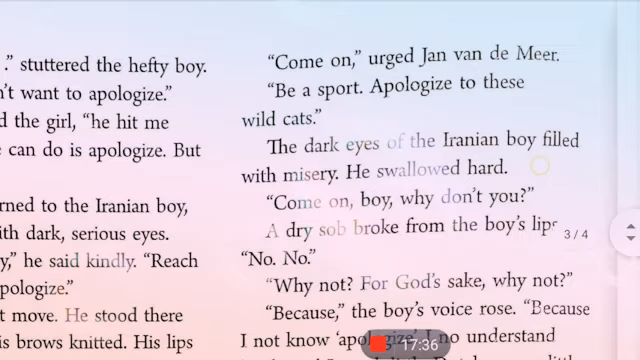 ." stuttered the hefty boy.
't want to apologize."
the girl, "he hit me
can do is apologize. But
to the Iranian boy,
dark, serious eyes.
he said kindly. "Reach
move. He stood there
brows knitted. His lips
"Come on," urged Jan van de Meer.
"Be a sport. Apologize to these
wild cats."
The dark eyes of the Iranian boy filled
with misery. He swallowed hard.
"Come on, boy, why don't you?"
A dry sob broke from the boy's lips
"No. No."
"Why not? For God's sake, why not?"
"Because," the boy's voice rose. "Because
I not know 'apologize' I no understand
3 / 4
17:36